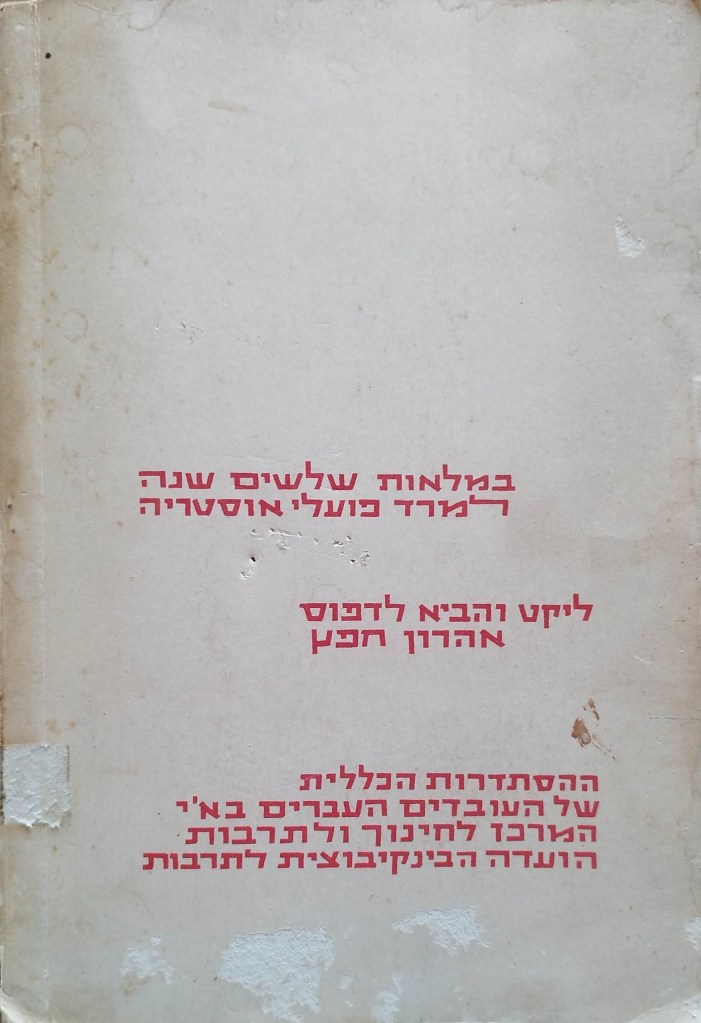 במלאות שלשים שנה
למרד פועלי אוסטריה
ליקט והביא לדפוס
אהרון חפץ
ההסתדרות הכללית
של העובדים העברים בא"י
המרכז לחינוך ולתרבות
הועדה הבינקיבוצית לתרבות